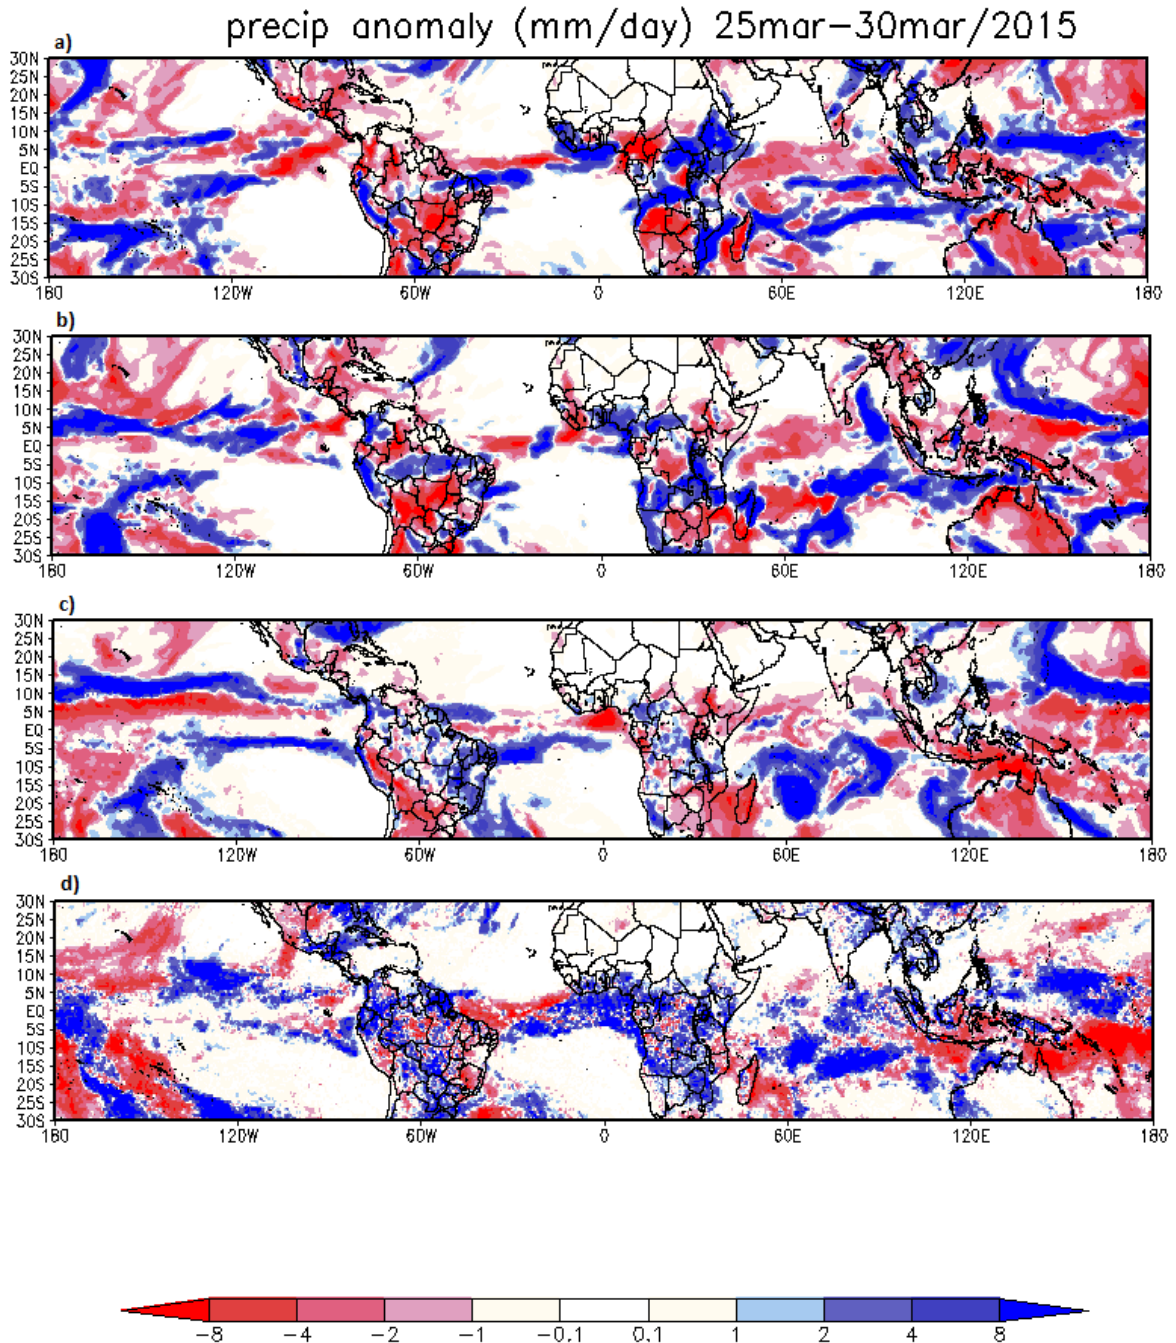 precip anomaly (mm/day) 25mar−30mar/2015
a)
30N
25N
20N
15N
10N
5N
EQ
5S
10S
15S
20S
25S
30S
180 120W 60W 0 60E 120E 180
b)
30N
25N
20N
15N
10N
5N
EQ
5S
10S
15S
20S
25S
30S
180 120W 60W 0 60E 120E 180
c)
30N
25N
20N
15N
10N
5N
EQ
5S
10S
15S
20S
25S
30S
180 120W 60W 0 60E 120E 180
d)
30N
25N
20N
15N
10N
5N
EQ
5S
10S
15S
20S
25S
30S
180 120W 60W 0 60E 120E 180
−8 −4 −2 −1 −0.1 0.1 1 2 4 8